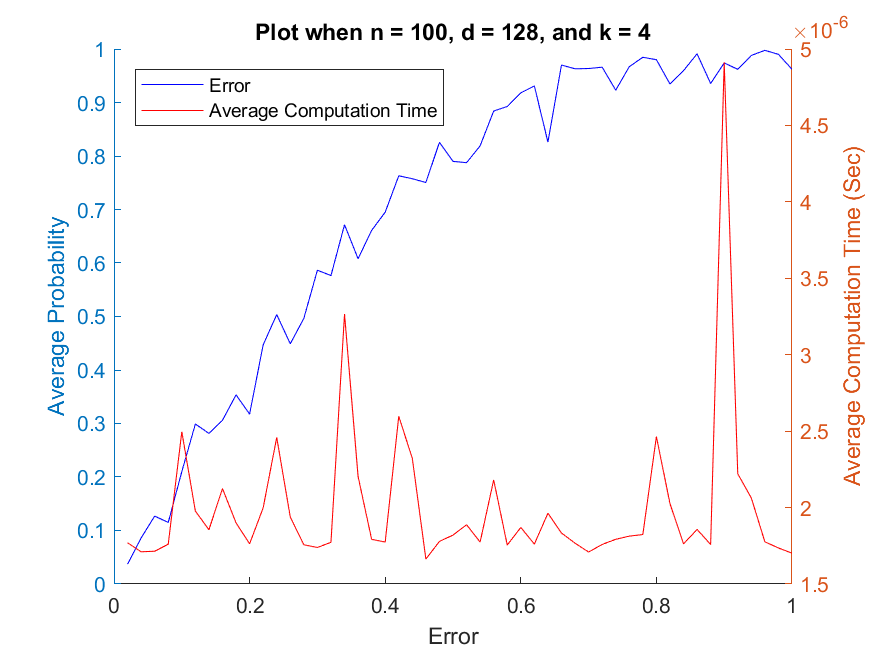 Plot when n = 100, d = 128, and k = 4
×10-6
Error
Average Computation Time
Average Probability
1
0.9
0.8
0.7
0.6
0.5
0.4
0.3
0.2
0.1
0
5
4.5
4
3.5
3
2.5
2
1.5
Average Computation Time (Sec)
0 0.2 0.4 0.6 0.8 1
Error